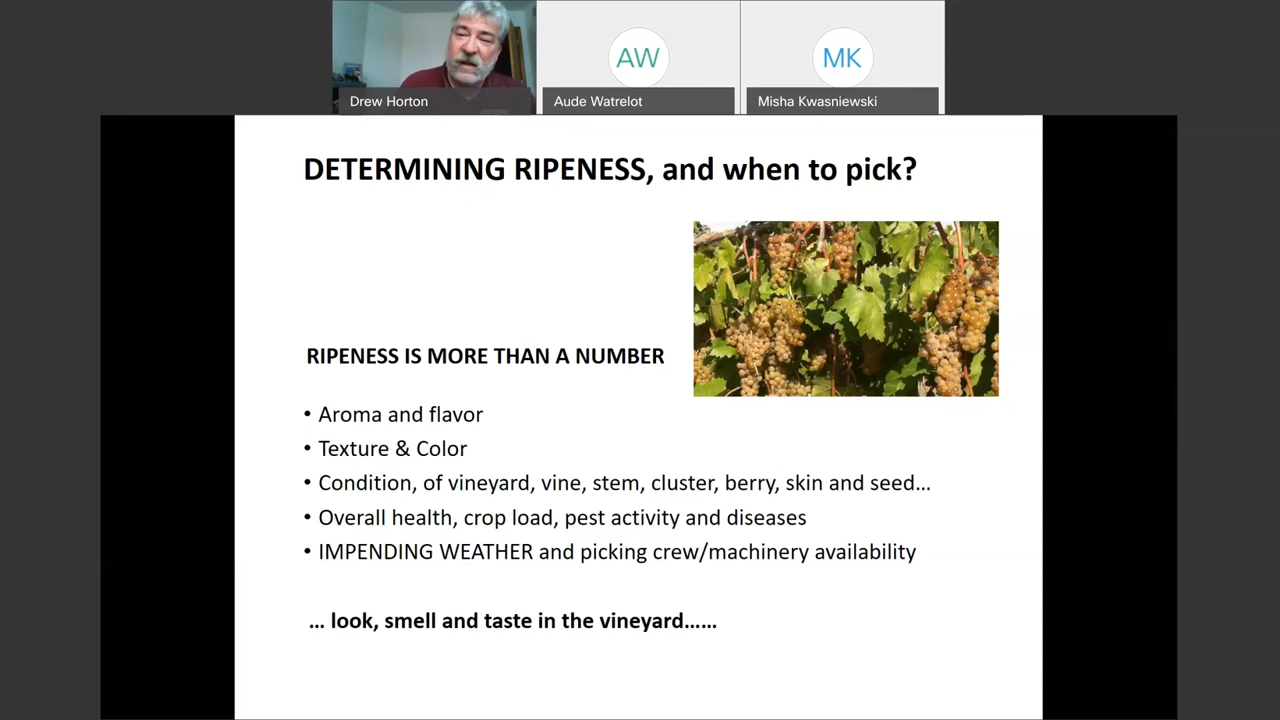 AW
MK
Drew Horton
Aude Watrelot
Misha Kwasniewski
DETERMINING RIPENESS, and when to pick?
RIPENESS IS MORE THAN A NUMBER
• Aroma and flavor
• Texture & Color
• Condition, of vineyard, vine, stem, cluster, berry, skin and seed…
• Overall health, crop load, pest activity and diseases
• IMPENDING WEATHER and picking crew/machinery availability
… look, smell and taste in the vineyard……